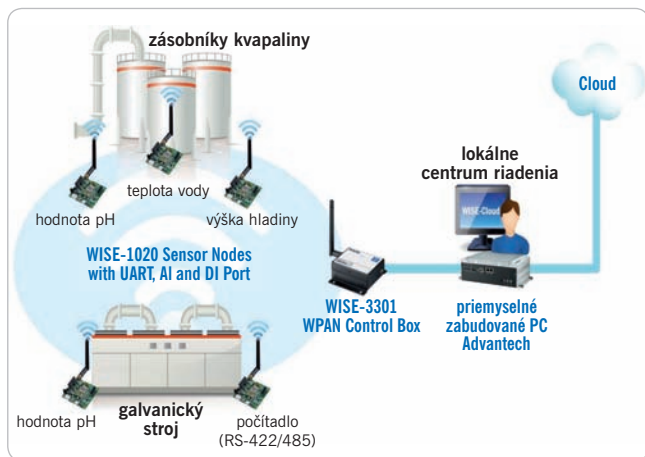 zásobníky kvapaliny
Cloud
lokálne
centrum riadenia
WISE-Cloud
teplota vody
hodnota pH
výška hladiny
WISE-1020 Sensor Nodes
with UART, AI and DI Port
WISE-3301
WPAN Control Box
priemyselné
zabudované PC
Advantech
hodnota pH
galvanický
stroj
počítadlo
(RS-422/485)